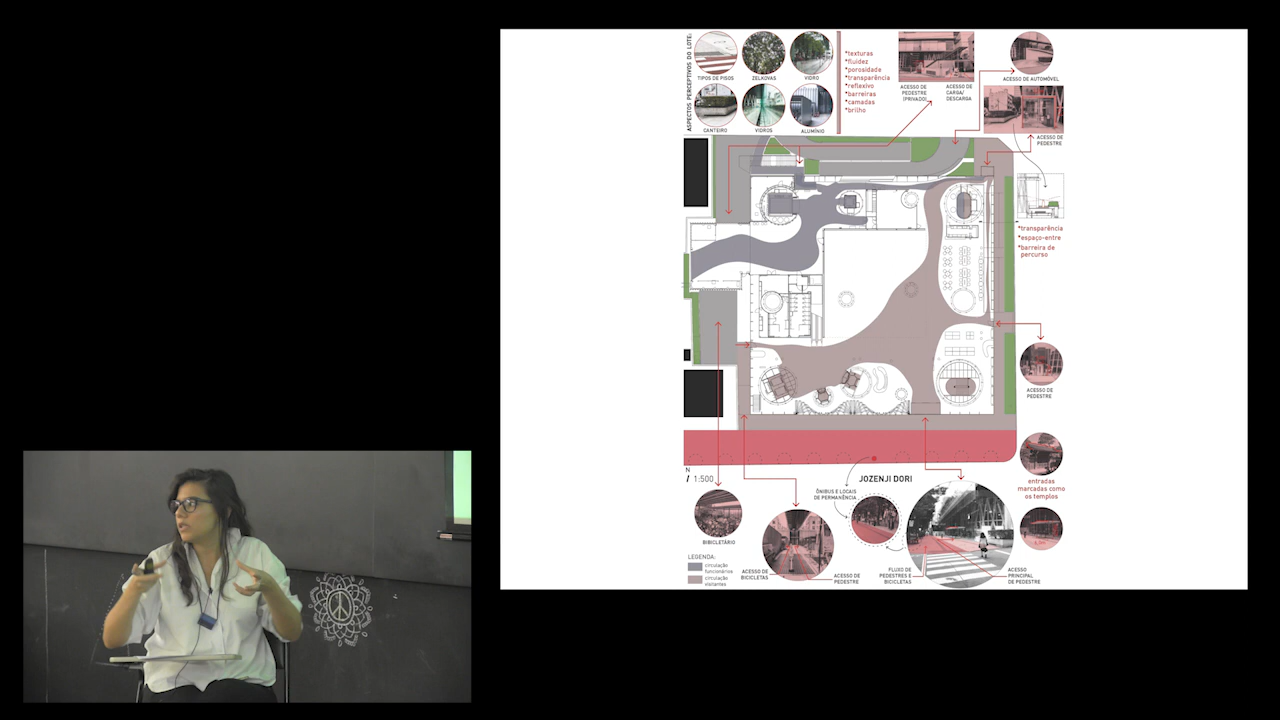 ASPECTOS PERCEPTIVOS DO LOTE:
TIPOS DE PISOS
ZELKOVAS
VIDRO
CANTEIRO
VIDROS
ALUMÍNIO
*texturas
*fluidez
*porosidade
*transparência
*reflexivo
*barreiras
*camadas
*brilho
ACESSO DE
PEDESTRE
(PRIVADO)
ACESSO DE
CARGA/
DESCARGA
ACESSO DE AUTOMÓVEL
ACESSO DE
PEDESTRE
*transparência
*espaço-entre
*barreira de
percurso
ACESSO DE
PEDESTRE
entradas
marcadas como
os templos
N
1:500
JOZENJI DORI
ÔNIBUS E LOCAIS
DE PERMANÊNCIA
BIBICLETÁRIO
LEGENDA:
circulação
funcionários
circulação
visitantes
ACESSO DE
BICICLETAS
ACESSO DE
PEDESTRE
FLUXO DE
PEDESTRES E
BICICLETAS
ACESSO
PRINCIPAL
DE PEDESTRE